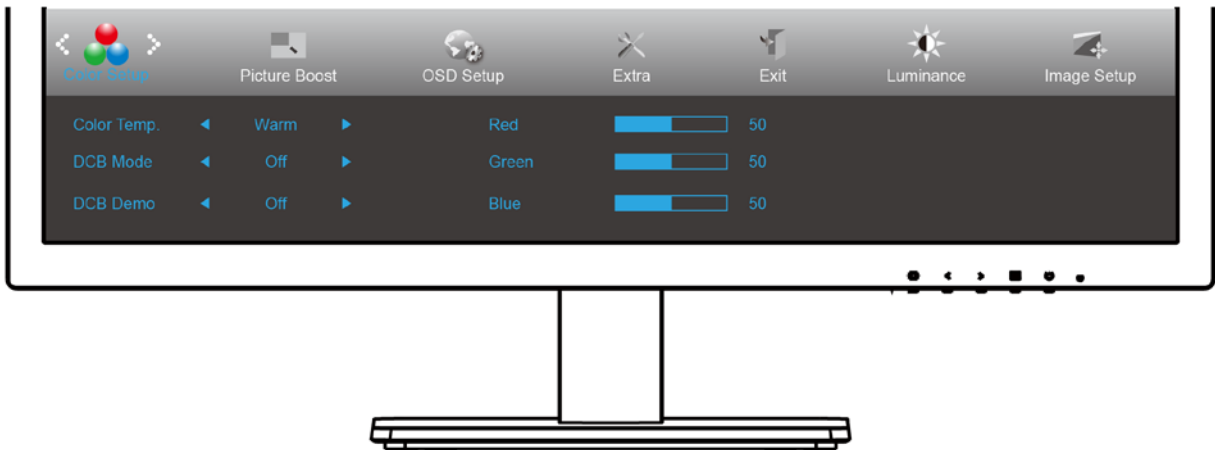 Color Setup Picture Boost OSD Setup Extra Exit Luminance Image Setup
Color Temp. Warm Red 50
DCB Mode Off Green 50
DCB Demo Off Blue 50